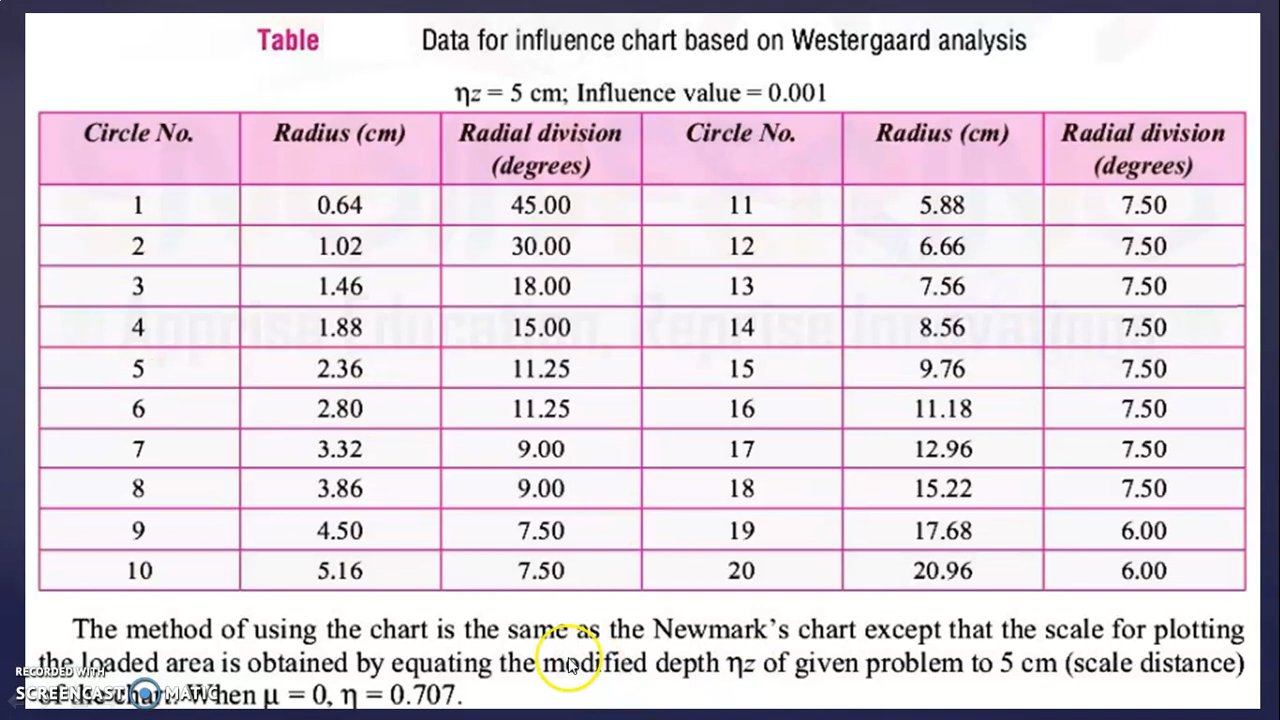 Table Data for influence chart based on Westergaard analysis
ηz = 5 cm; Influence value = 0.001
Circle No. Radius (cm) Radial division (degrees) Circle No. Radius (cm) Radial division (degrees)
1 0.64 45.00 11 5.88 7.50
2 1.02 30.00 12 6.66 7.50
3 1.46 18.00 13 7.56 7.50
4 1.88 15.00 14 8.56 7.50
5 2.36 11.25 15 9.76 7.50
6 2.80 11.25 16 11.18 7.50
7 3.32 9.00 17 12.96 7.50
8 3.86 9.00 18 15.22 7.50
9 4.50 7.50 19 17.68 6.00
10 5.16 7.50 20 20.96 6.00
Apprise Education, Reprise Innovations
The method of using the chart is the same as the Newmark's chart except that the scale for plotting
the loaded area is obtained by equating the modified depth ηz of given problem to 5 cm (scale distance)
of the chart. When μ = 0, η = 0.707.
RECORDED WITH
SCREENCAST MATIC